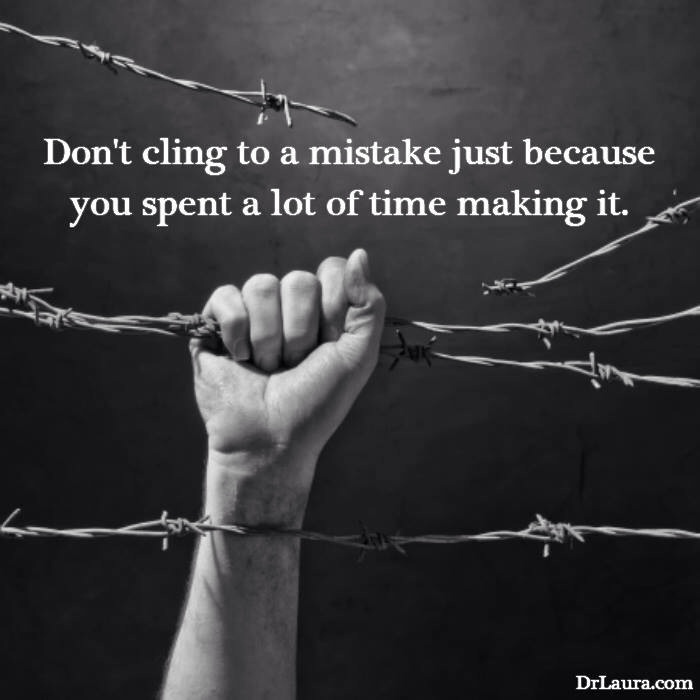 Don't cling to a mistake just because
you spent a lot of time making it.
DrLaura.com